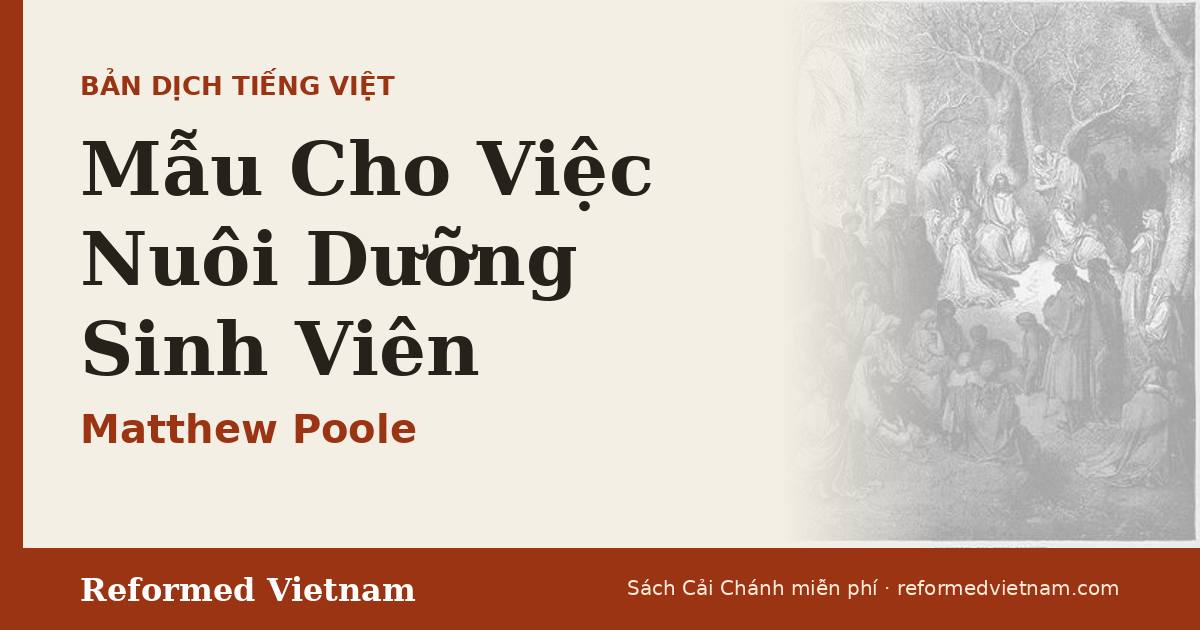 BẢN DỊCH TIẾNG VIỆT
Mẫu Cho Việc
Nuôi Dưỡng
Sinh Viên
Matthew Poole
Reformed Vietnam
Sách Cải Chánh miễn phí · reformedvietnam.com